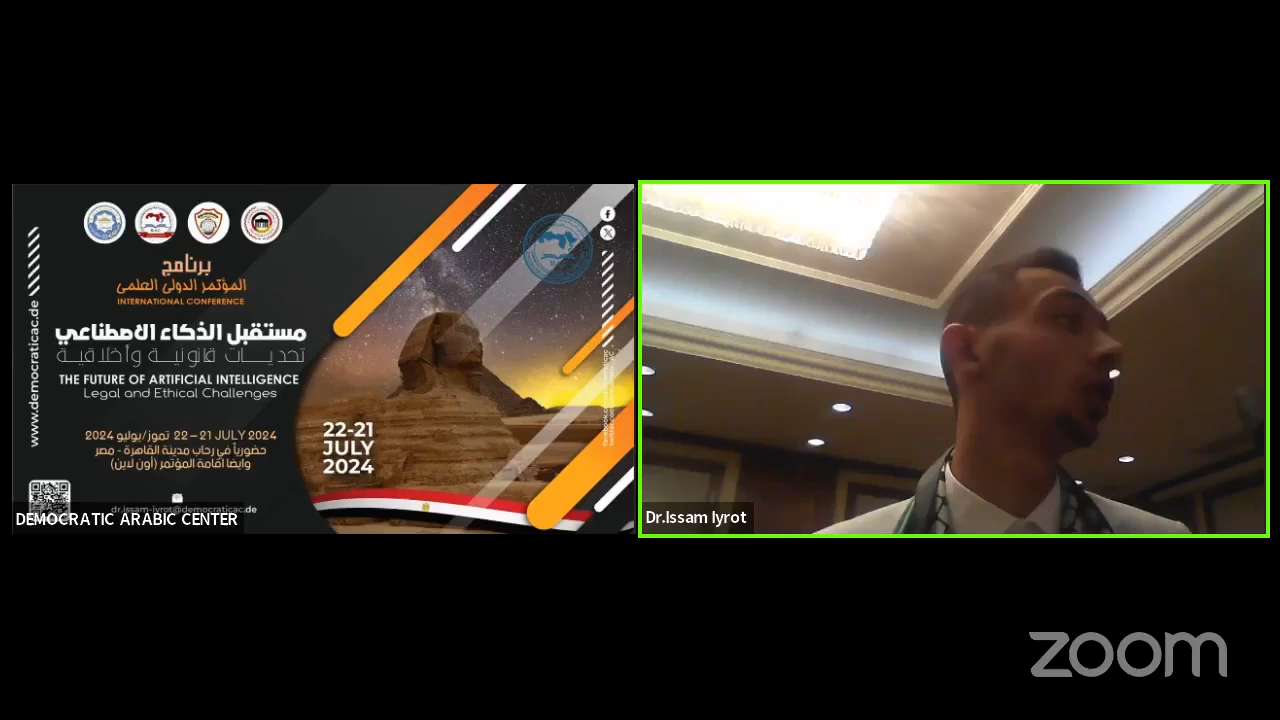 www.democraticac.de
برنامج
المؤتمر الدولي العلمي
INTERNATIONAL CONFERENCE
مستقبل الذكاء الاصطناعي
تحديات قانونية وأخلاقية
THE FUTURE OF ARTIFICIAL INTELLIGENCE
Legal and Ethical Challenges
22 – 21 JULY 2024 تموز/يوليو 2024
حضورياً في رحاب مدينة القاهرة - مصر
وايضا اقامة المؤتمر (أون لاين)
dr.issam-iyrot@democraticac.de
22-21
JULY
2024
DEMOCRATIC ARABIC CENTER
Dr.Issam Iyrot
zoom